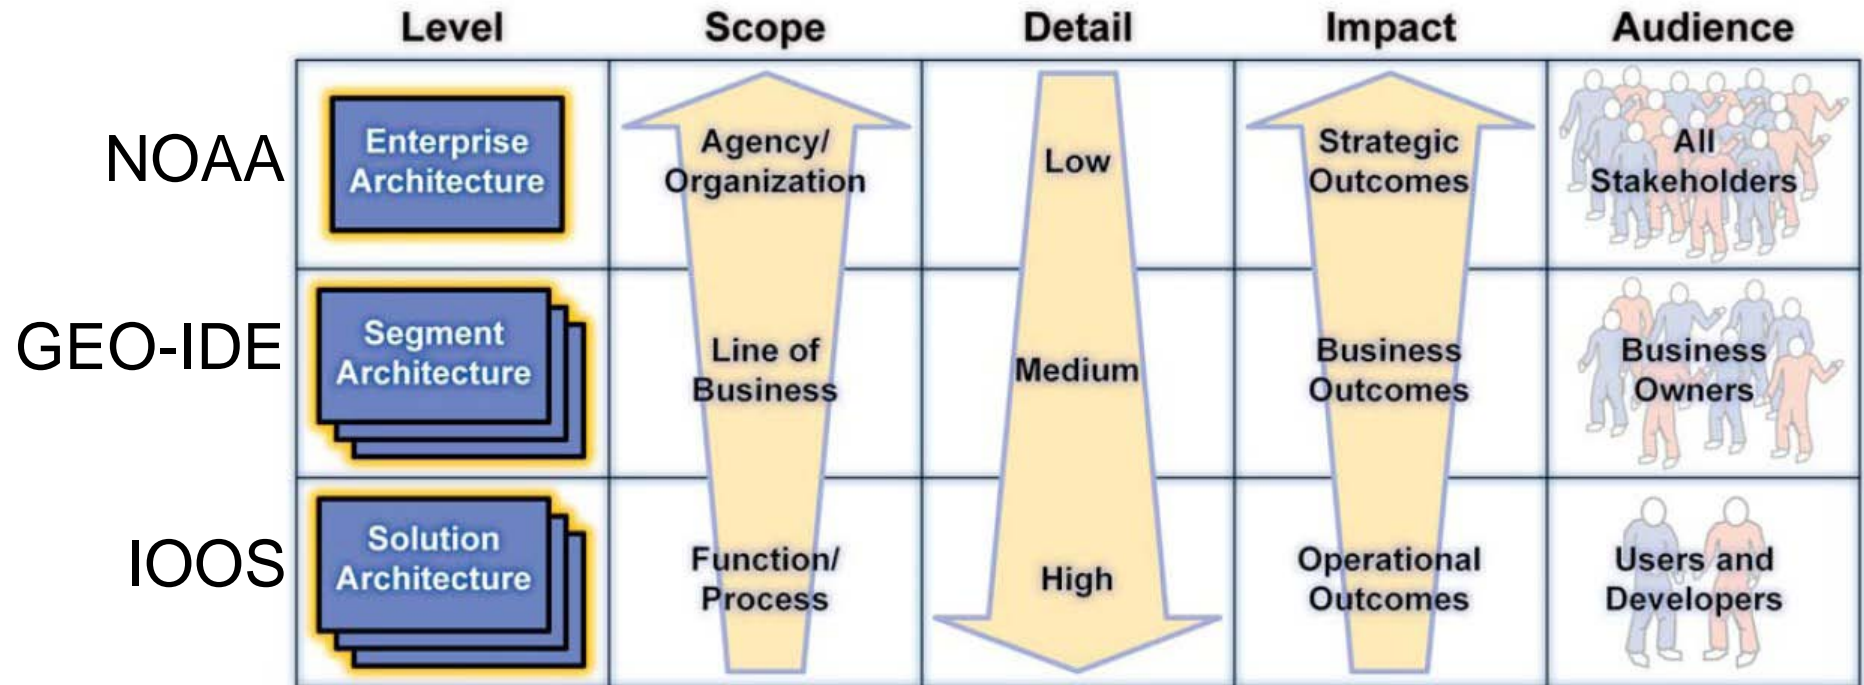 Level Scope Detail Impact Audience
NOAA
Enterprise
Architecture
Agency/
Organization
Low
Strategic
Outcomes
All
Stakeholders
GEO-IDE
Segment
Architecture
Line of
Business
Medium
Business
Outcomes
Business
Owners
IOOS
Solution
Architecture
Function/
Process
High
Operational
Outcomes
Users and
Developers